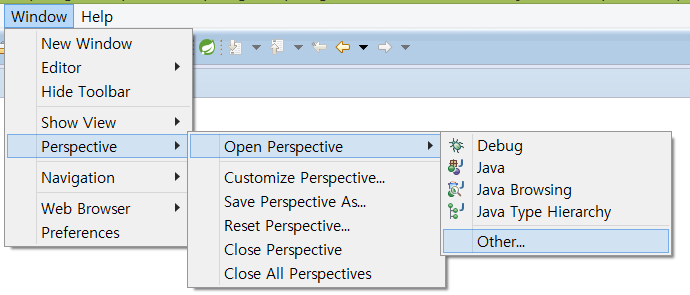 Window Help
New Window
Editor
Hide Toolbar
Show View
Perspective
Navigation
Web Browser
Preferences
Open Perspective
Customize Perspective...
Save Perspective As...
Reset Perspective...
Close Perspective
Close All Perspectives
Debug
Java
Java Browsing
Java Type Hierarchy
Other...